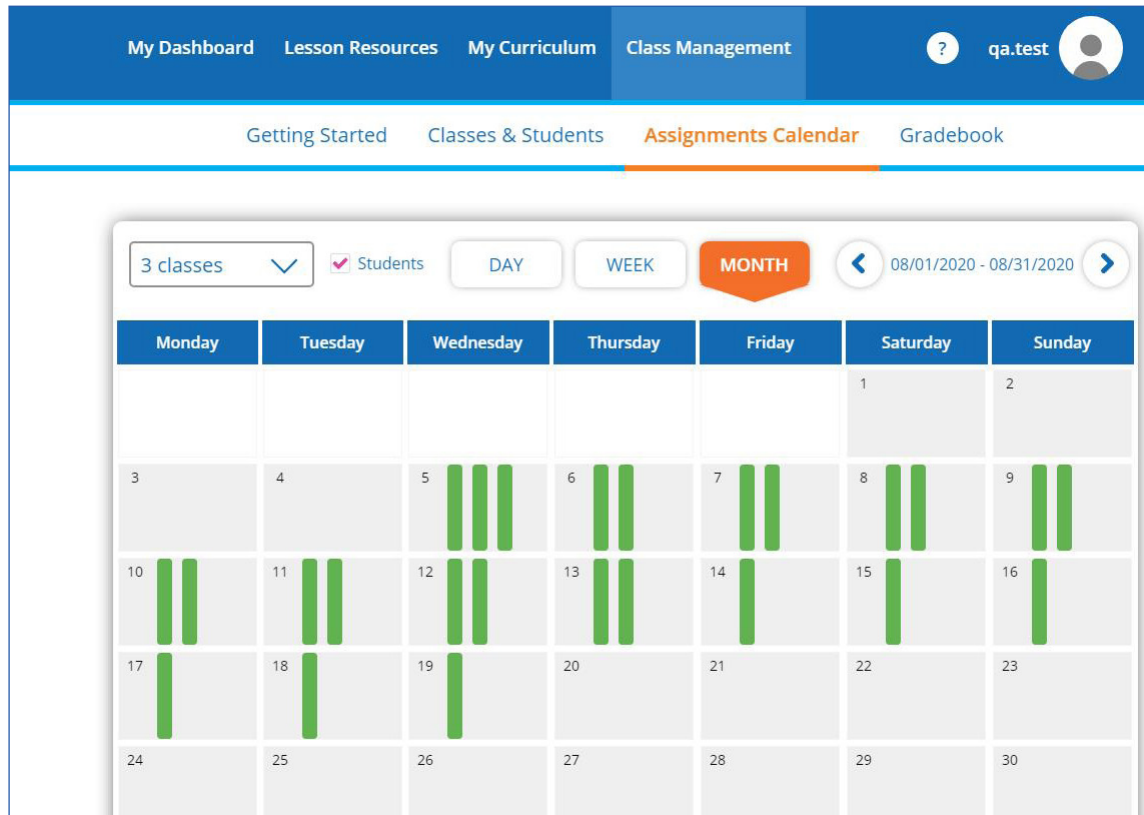 My Dashboard Lesson Resources My Curriculum Class Management ? qa.test
Getting Started Classes & Students Assignments Calendar Gradebook
3 classes Students DAY WEEK MONTH 08/01/2020 - 08/31/2020
Monday Tuesday Wednesday Thursday Friday Saturday Sunday
1 2
3 4 5 6 7 8 9
10 11 12 13 14 15 16
17 18 19 20 21 22 23
24 25 26 27 28 29 30